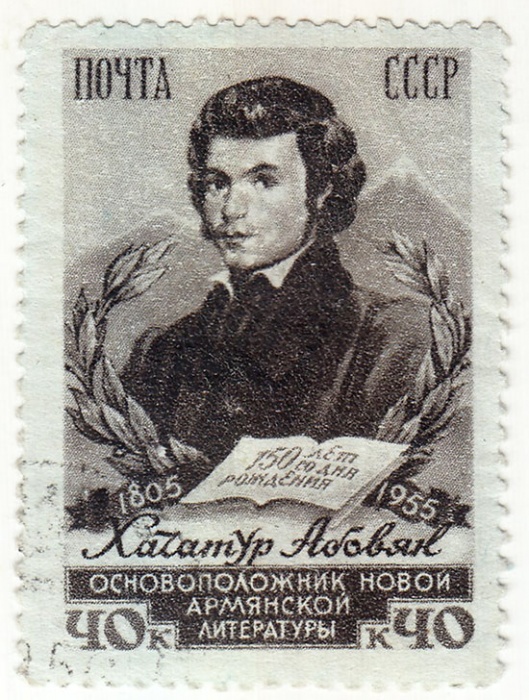 ПОЧТА СССР
150 ЛЕТ
СО ДНЯ
РОЖДЕНИЯ
1805 1955
Хачатур Абовян
ОСНОВОПОЛОЖНИК НОВОЙ
АРМЯНСКОЙ
ЛИТЕРАТУРЫ
40к к40